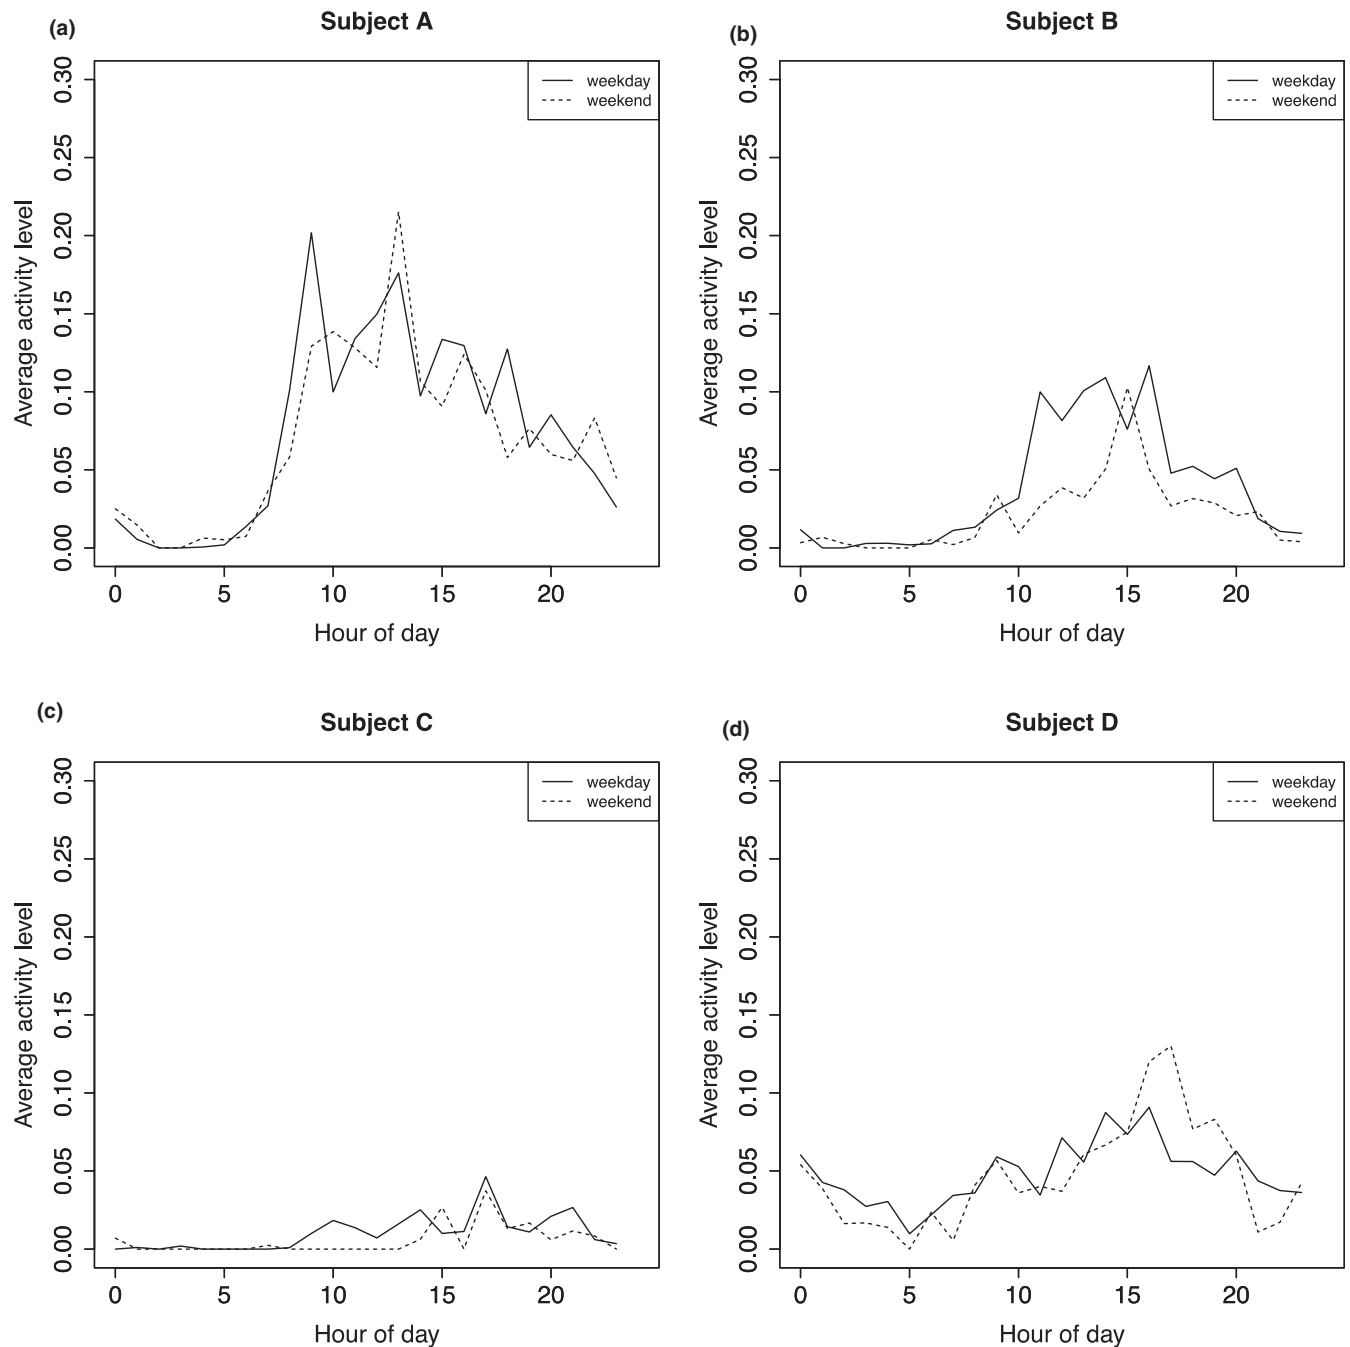 (a)
Subject A
weekday
weekend
Average activity level
0.30
0.25
0.20
0.15
0.10
0.05
0.00
0 5 10 15 20
Hour of day
(b)
Subject B
weekday
weekend
Average activity level
0.30
0.25
0.20
0.15
0.10
0.05
0.00
0 5 10 15 20
Hour of day
(c)
Subject C
weekday
weekend
Average activity level
0.30
0.25
0.20
0.15
0.10
0.05
0.00
0 5 10 15 20
Hour of day
(d)
Subject D
weekday
weekend
Average activity level
0.30
0.25
0.20
0.15
0.10
0.05
0.00
0 5 10 15 20
Hour of day